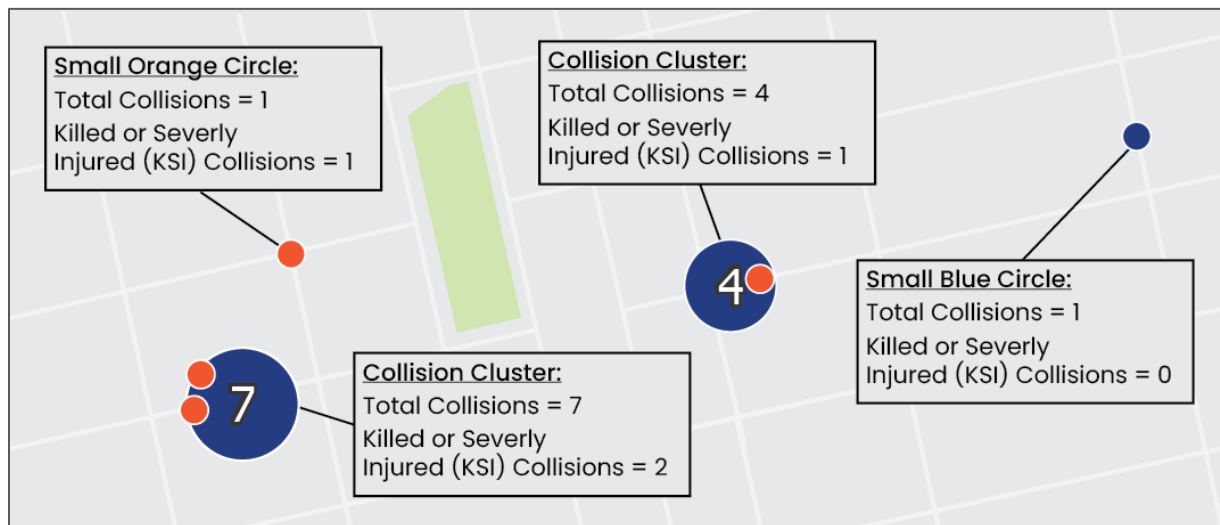 Small Orange Circle:
Total Collisions = 1
Killed or Severly
Injured (KSI) Collisions = 1
Collision Cluster:
Total Collisions = 4
Killed or Severly
Injured (KSI) Collisions = 1
4
Small Blue Circle:
Total Collisions = 1
Killed or Severly
Injured (KSI) Collisions = 0
7
Collision Cluster:
Total Collisions = 7
Killed or Severly
Injured (KSI) Collisions = 2